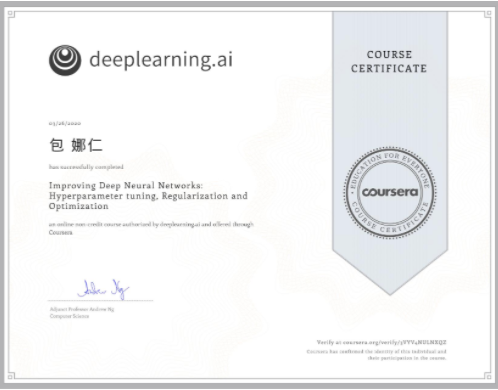 deeplearning.ai
COURSE
CERTIFICATE
03/26/2020
包 娜仁
has successfully completed
Improving Deep Neural Networks:
Hyperparameter tuning, Regularization and
Optimization
an online non-credit course authorized by deeplearning.ai and offered through
Coursera
EDUCATION FOR EVERYONE
coursera
COURSE CERTIFICATE
Adjunct Professor Andrew Ng
Computer Science
Verify at coursera.org/verify/
Coursera has confirmed the identity of this individual and
their participation in the course.